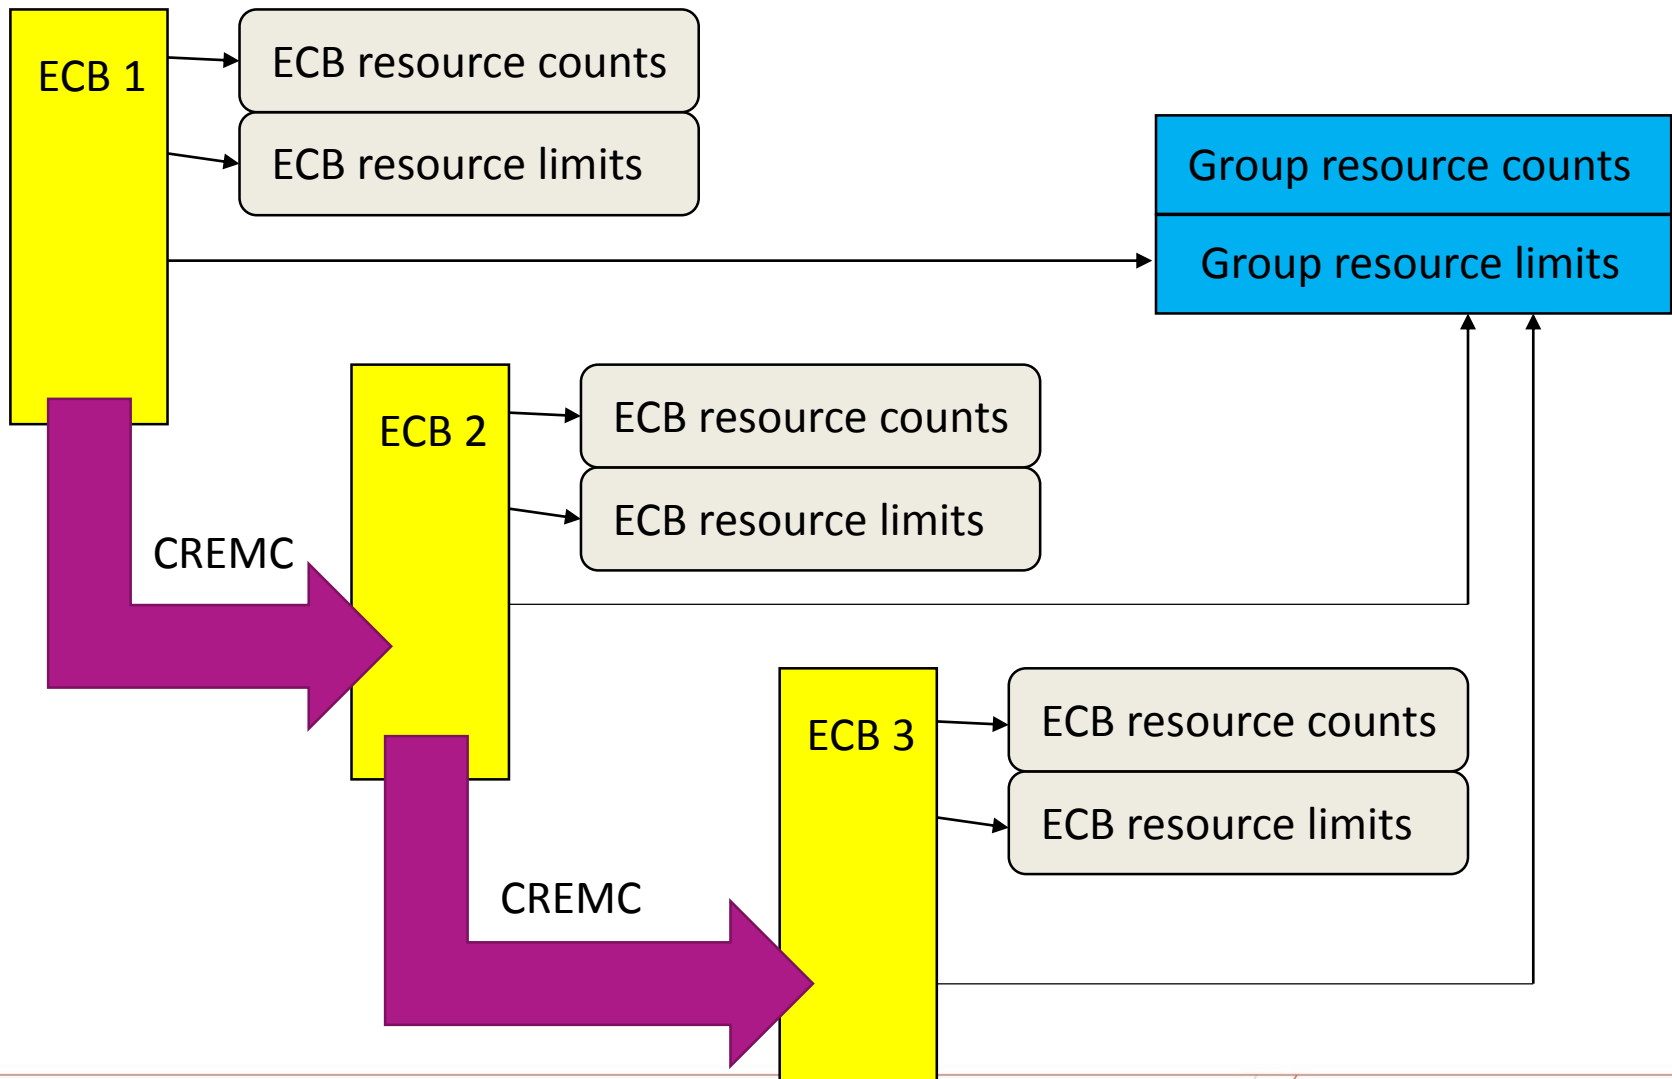 ECB 1
ECB resource counts
ECB resource limits
Group resource counts
Group resource limits
ECB 2
ECB resource counts
ECB resource limits
CREMC
ECB 3
ECB resource counts
ECB resource limits
CREMC